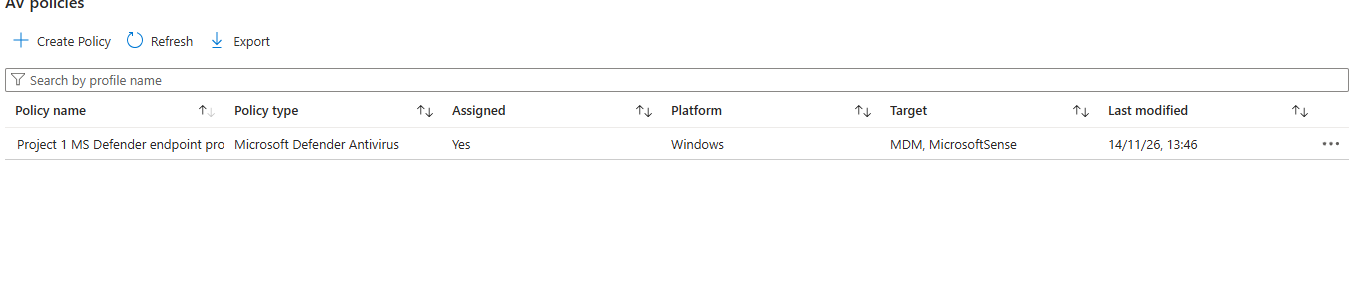 AV policies
Create Policy Refresh Export
Search by profile name
Policy name Policy type Assigned Platform Target Last modified
Project 1 MS Defender endpoint pro Microsoft Defender Antivirus Yes Windows MDM, MicrosoftSense 14/11/26, 13:46